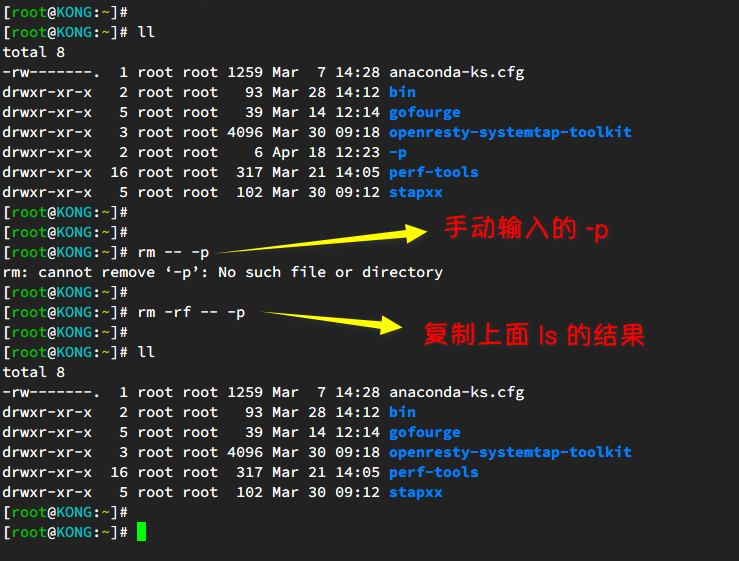 [root@KONG:~]#
[root@KONG:~]# ll
total 8
-rw-------.  1 root root 1259 Mar  7 14:28 anaconda-ks.cfg
drwxr-xr-x   2 root root   93 Mar 28 14:12 bin
drwxr-xr-x   5 root root   39 Mar 14 12:14 gofourge
drwxr-xr-x   3 root root 4096 Mar 30 09:18 openresty-systemtap-toolkit
drwxr-xr-x   2 root root    6 Apr 18 12:23 -p
drwxr-xr-x  16 root root  317 Mar 21 14:05 perf-tools
drwxr-xr-x   5 root root  102 Mar 30 09:12 stapxx
[root@KONG:~]#
[root@KONG:~]#
[root@KONG:~]# rm -- -p
手动输入的 -p
rm: cannot remove ‘-p’: No such file or directory
[root@KONG:~]#
[root@KONG:~]# rm -rf -- -p
复制上面 ls 的结果
[root@KONG:~]#
[root@KONG:~]# ll
total 8
-rw-------.  1 root root 1259 Mar  7 14:28 anaconda-ks.cfg
drwxr-xr-x   2 root root   93 Mar 28 14:12 bin
drwxr-xr-x   5 root root   39 Mar 14 12:14 gofourge
drwxr-xr-x   3 root root 4096 Mar 30 09:18 openresty-systemtap-toolkit
drwxr-xr-x  16 root root  317 Mar 21 14:05 perf-tools
drwxr-xr-x   5 root root  102 Mar 30 09:12 stapxx
[root@KONG:~]#
[root@KONG:~]#